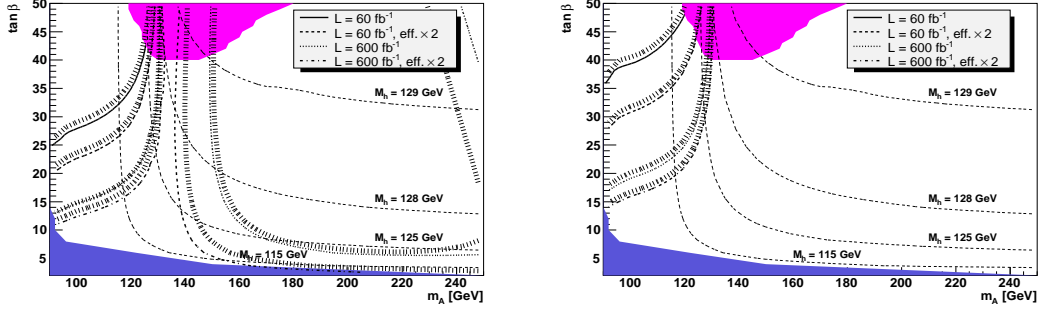 tan β
50
45
40
35
30
25
20
15
10
5
100 120 140 160 180 200 220 240
m_A [GeV]
L = 60 fb⁻¹
L = 60 fb⁻¹, eff. × 2
L = 600 fb⁻¹
L = 600 fb⁻¹, eff. × 2
M_h = 129 GeV
M_h = 128 GeV
M_h = 125 GeV
M_h = 115 GeV
tan β
50
45
40
35
30
25
20
15
10
5
100 120 140 160 180 200 220 240
m_A [GeV]
L = 60 fb⁻¹
L = 60 fb⁻¹, eff. × 2
L = 600 fb⁻¹
L = 600 fb⁻¹, eff. × 2
M_h = 129 GeV
M_h = 128 GeV
M_h = 125 GeV
M_h = 115 GeV